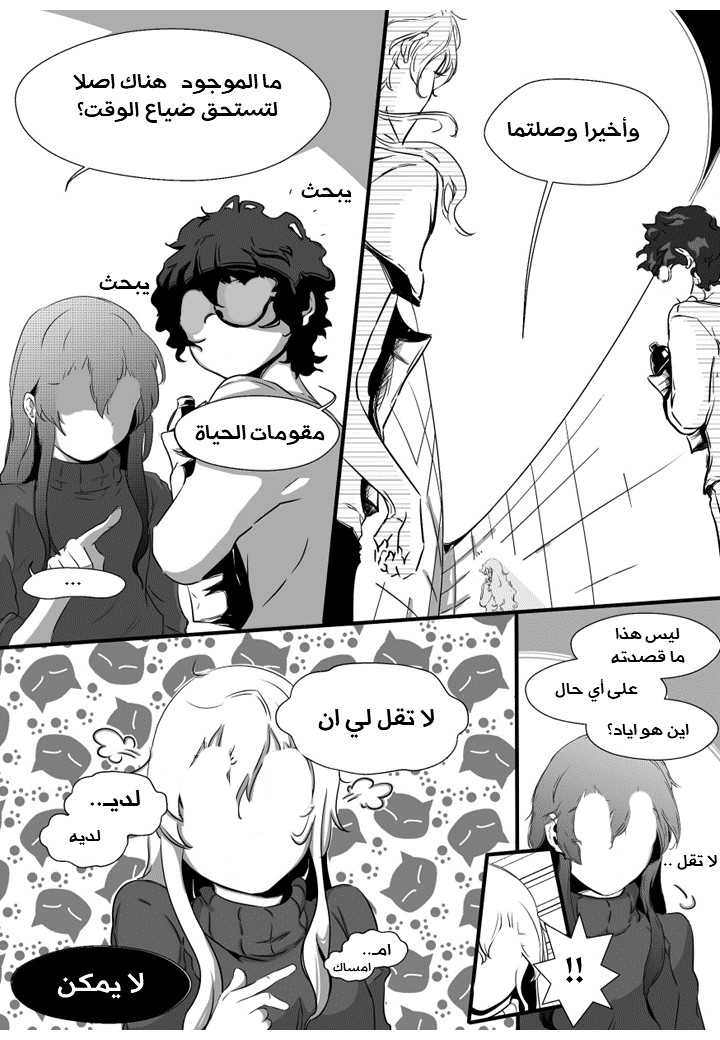 وأخيرا وصلتما
ما الموجود هناك اصلا
لتستحق ضياع الوقت؟
يبحث
يبحث
مقومات الحياة
...
ليس هذا
ما قصدته
على أي حال
اين هو اياد؟
لا تقل ..
!!
لا تقل لي ان
لديـ..
لديه
امـ..
امساك
لا يمكن